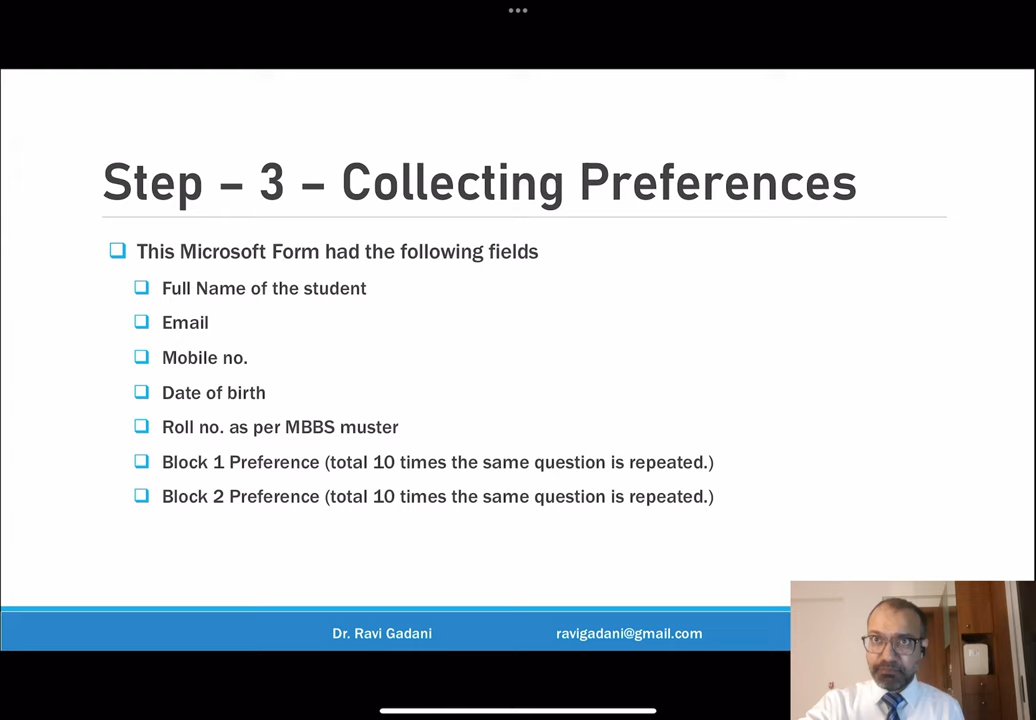 Step – 3 – Collecting Preferences
This Microsoft Form had the following fields
Full Name of the student
Email
Mobile no.
Date of birth
Roll no. as per MBBS muster
Block 1 Preference (total 10 times the same question is repeated.)
Block 2 Preference (total 10 times the same question is repeated.)
Dr. Ravi Gadani ravigadani@gmail.com